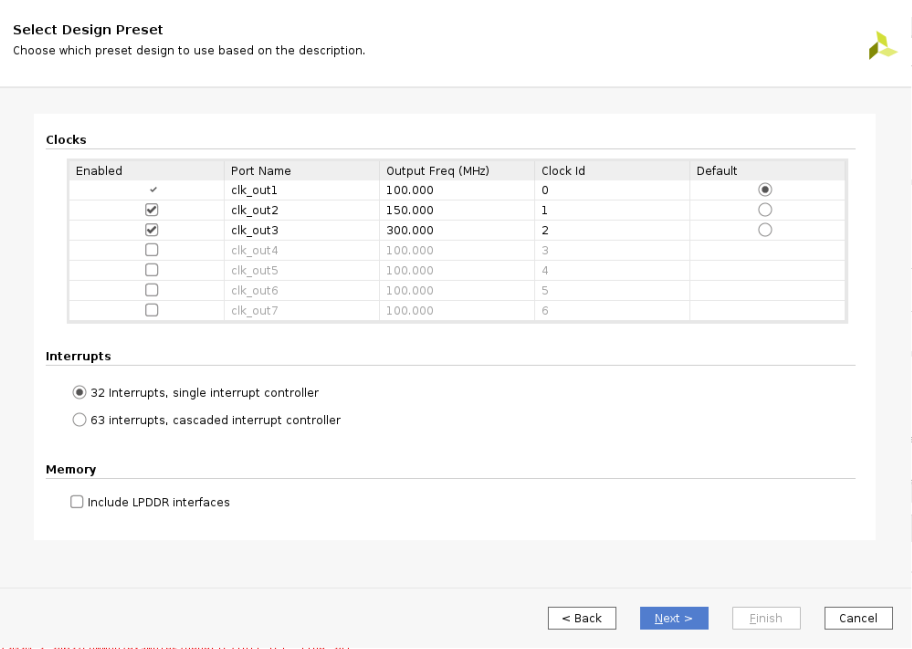 Select Design Preset
Choose which preset design to use based on the description.
Clocks
Enabled Port Name Output Freq (MHz) Clock Id Default
clk_out1 100.000 0
clk_out2 150.000 1
clk_out3 300.000 2
clk_out4 100.000 3
clk_out5 100.000 4
clk_out6 100.000 5
clk_out7 100.000 6
Interrupts
32 Interrupts, single interrupt controller
63 interrupts, cascaded interrupt controller
Memory
Include LPDDR interfaces
< Back Next > Finish Cancel